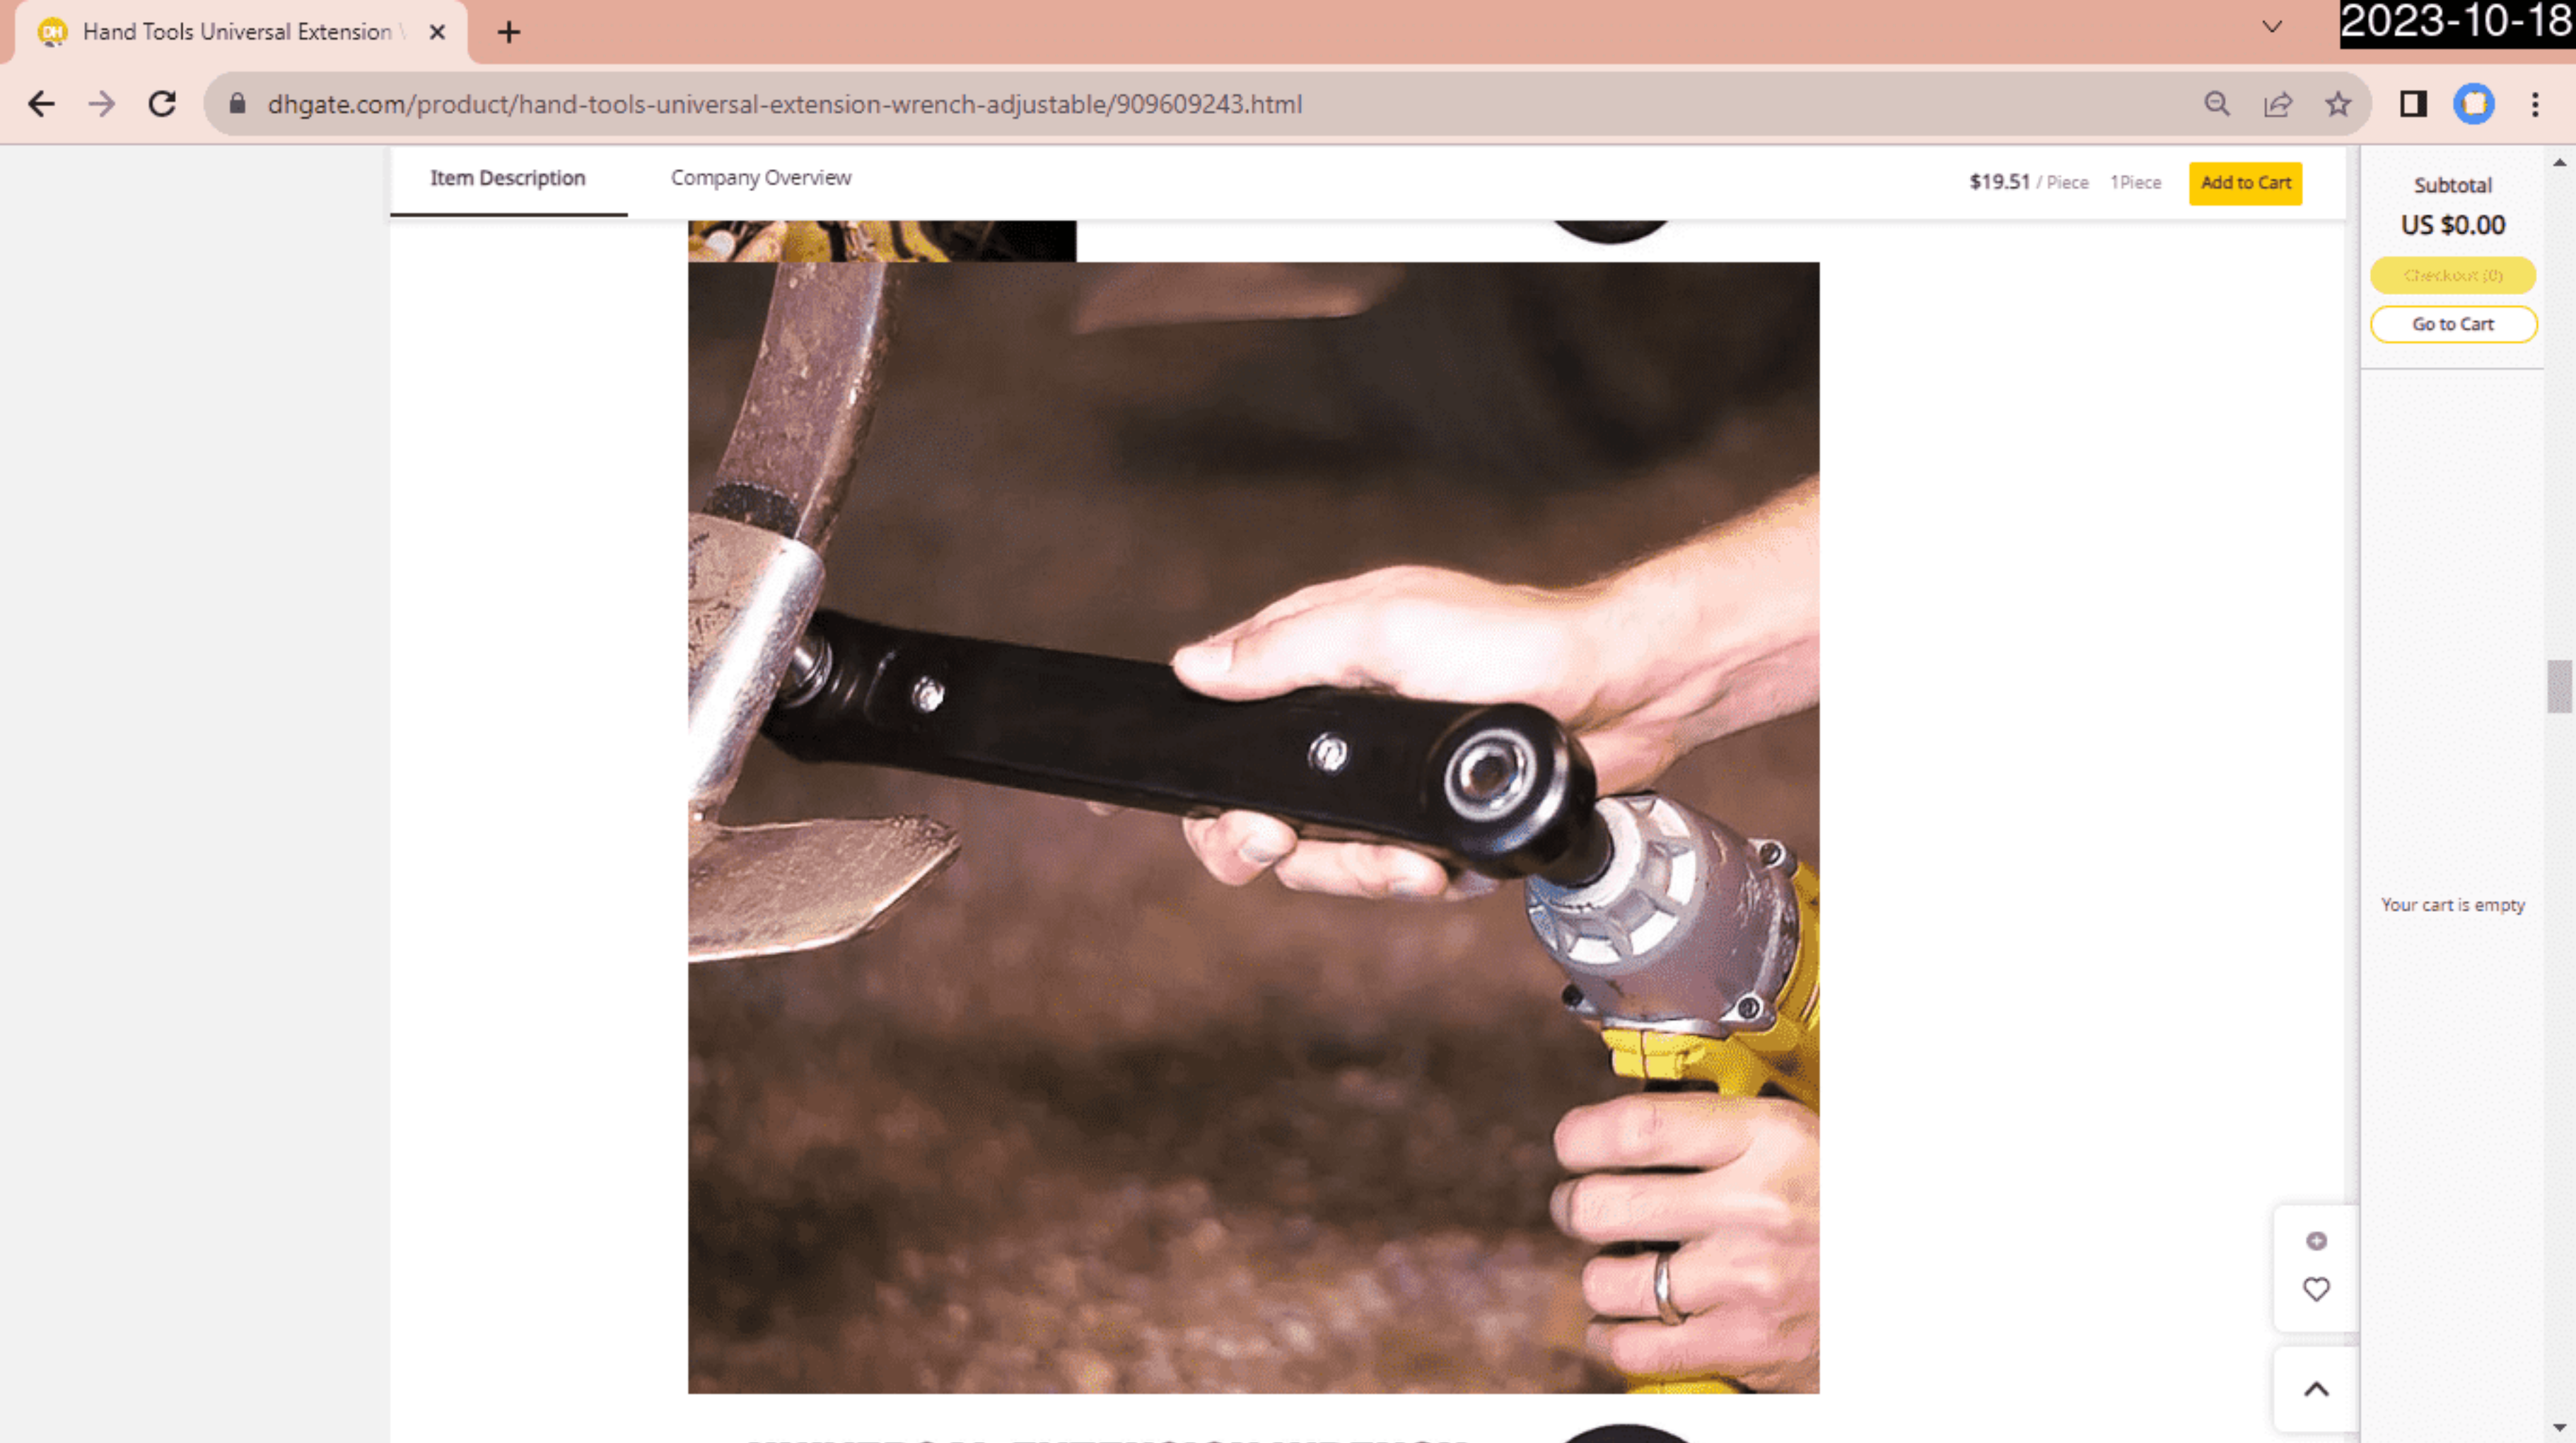 Hand Tools Universal Extension
2023-10-18
dhgate.com/product/hand-tools-universal-extension-wrench-adjustable/909609243.html
Item Description
Company Overview
$19.51 / Piece 1Piece
Add to Cart
Subtotal
US $0.00
Checkout (0)
Go to Cart
Your cart is empty